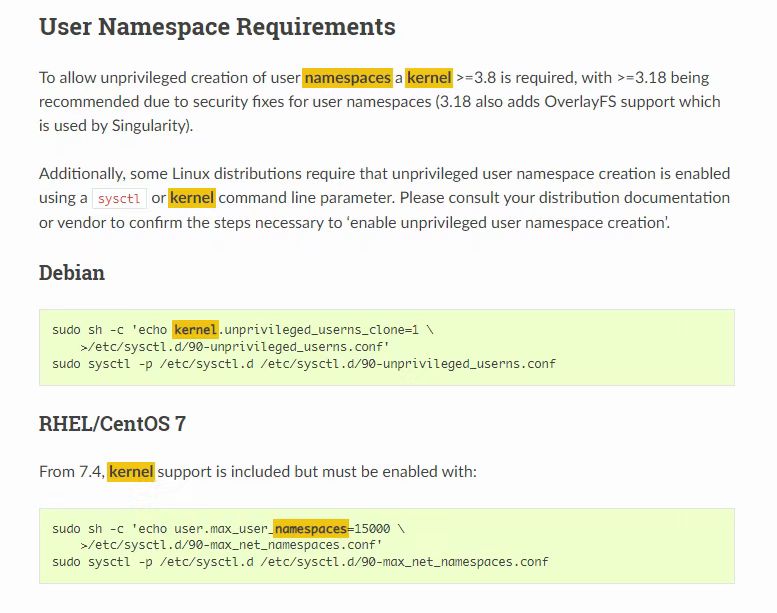 User Namespace Requirements
To allow unprivileged creation of user namespaces a kernel >=3.8 is required, with >=3.18 being
recommended due to security fixes for user namespaces (3.18 also adds OverlayFS support which
is used by Singularity).
Additionally, some Linux distributions require that unprivileged user namespace creation is enabled
using a sysctl or kernel command line parameter. Please consult your distribution documentation
or vendor to confirm the steps necessary to ‘enable unprivileged user namespace creation’.
Debian
sudo sh -c 'echo kernel.unprivileged_userns_clone=1 \
    >/etc/sysctl.d/90-unprivileged_userns.conf'
sudo sysctl -p /etc/sysctl.d /etc/sysctl.d/90-unprivileged_userns.conf
RHEL/CentOS 7
From 7.4, kernel support is included but must be enabled with:
sudo sh -c 'echo user.max_user_namespaces=15000 \
    >/etc/sysctl.d/90-max_net_namespaces.conf'
sudo sysctl -p /etc/sysctl.d /etc/sysctl.d/90-max_net_namespaces.conf